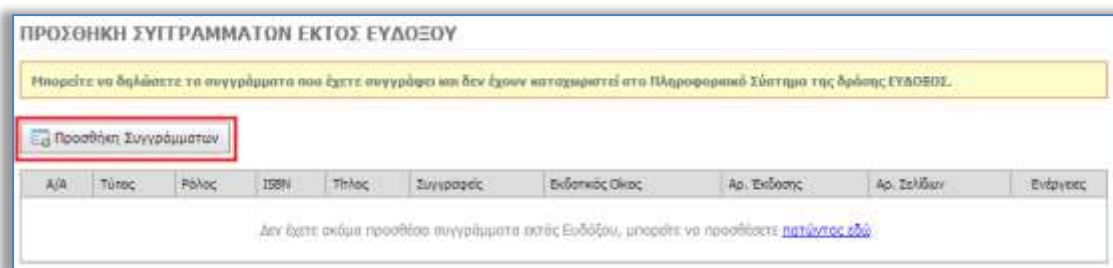 ΠΡΟΣΘΗΚΗ ΣΥΓΓΡΑΜΜΑΤΩΝ ΕΚΤΟΣ ΕΥΔΟΞΟΥ
Μπορείτε να δηλώσετε τα συγγράμματα που έχετε συγγράψει και δεν έχουν καταχωριστεί στο Πληροφοριακό Σύστημα της δράσης ΕΥΔΟΞΟΣ.
Προσθήκη Συγγραμμάτων
Α/Α Τύπος Ρόλος ISBN Τίτλος Συγγραφείς Εκδοτικός Οίκος Αρ. Έκδοσης Αρ. Σελίδων Ενέργειες
Δεν έχετε ακόμα προσθέσει συγγράμματα εκτός Ευδόξου, μπορείτε να προσθέσετε πατώντας εδώ